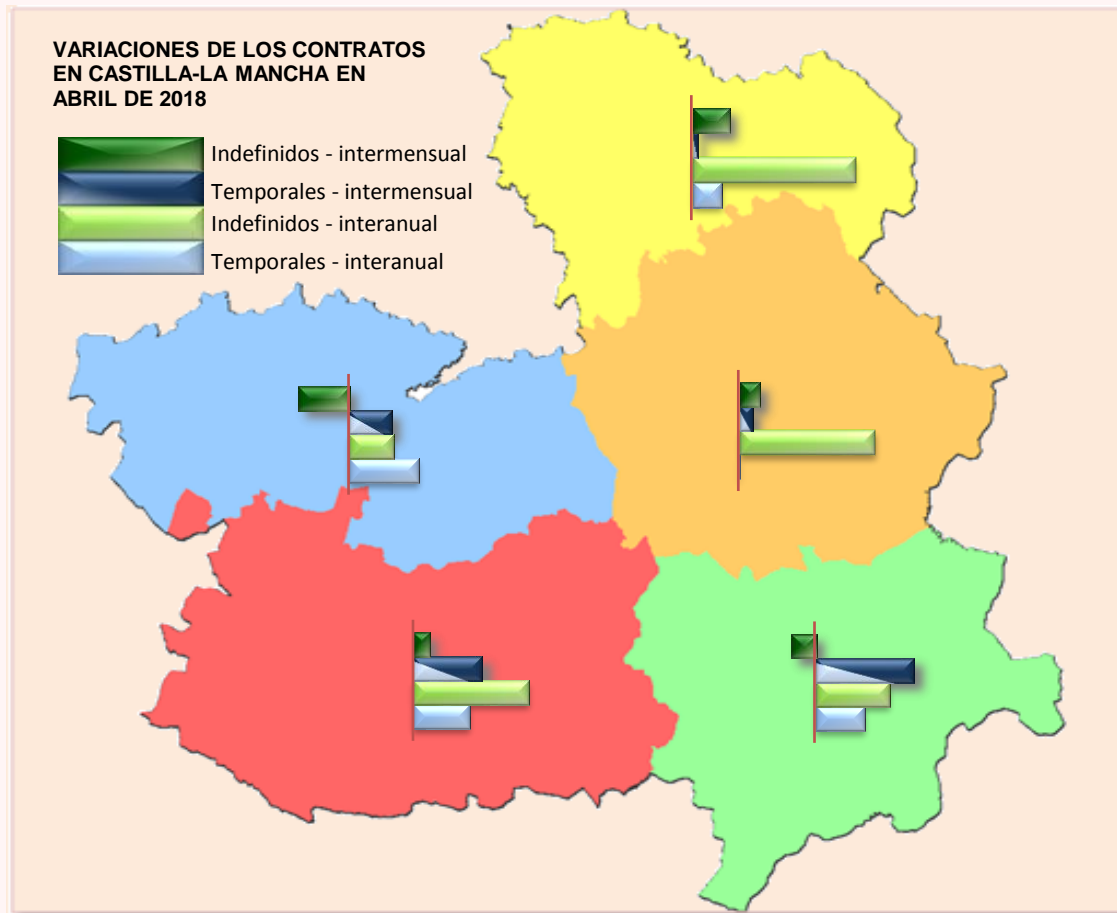 VARIACIONES DE LOS CONTRATOS
EN CASTILLA-LA MANCHA EN
ABRIL DE 2018
Indefinidos - intermensual
Temporales - intermensual
Indefinidos - interanual
Temporales - interanual